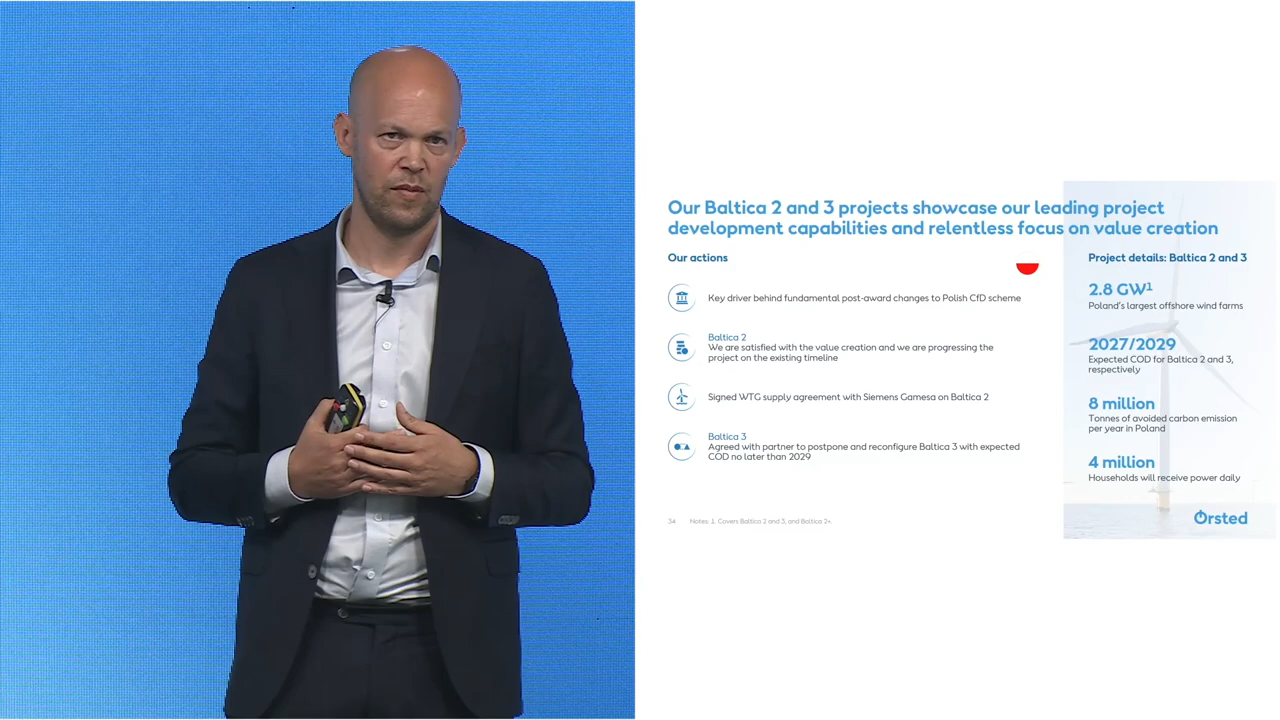 Our Baltica 2 and 3 projects showcase our leading project
development capabilities and relentless focus on value creation
Our actions
Key driver behind fundamental post-award changes to Polish CfD scheme
Baltica 2
We are satisfied with the value creation and we are progressing the
project on the existing timeline
Signed WTG supply agreement with Siemens Gamesa on Baltica 2
Baltica 3
Agreed with partner to postpone and reconfigure Baltica 3 with expected
COD no later than 2029
Project details: Baltica 2 and 3
2.8 GW¹
Poland's largest offshore wind farms
2027/2029
Expected COD for Baltica 2 and 3,
respectively
8 million
Tonnes of avoided carbon emission
per year in Poland
4 million
Households will receive power daily
34 Notes: 1. Covers Baltica 2 and 3, and Baltica 2+.
Ørsted